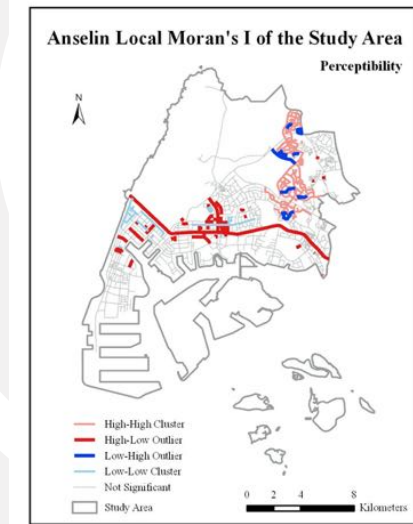 Anselin Local Moran's I of the Study Area
Perceptibility
N
High-High Cluster
High-Low Outlier
Low-High Outlier
Low-Low Cluster
Not Significant
Study Area
0 2 4 8
Kilometers